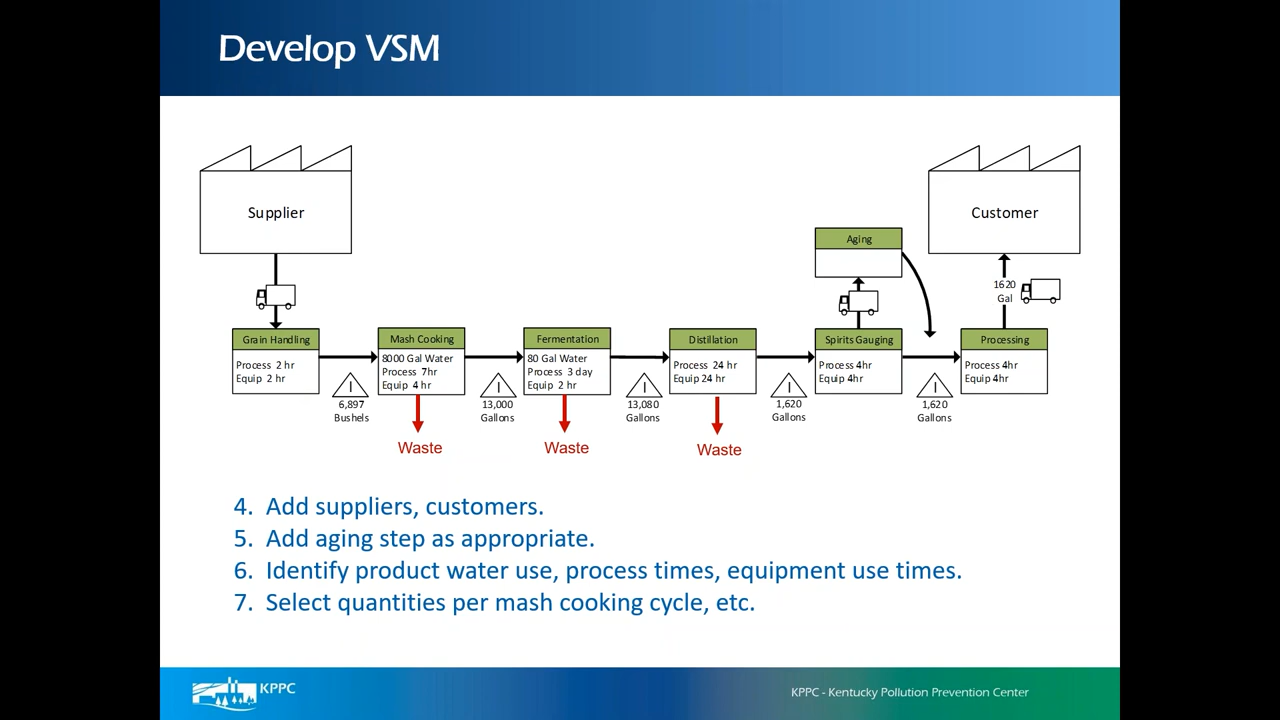 Develop VSM
Supplier
Customer
Aging
1620
Gal
Grain Handling
Process 2 hr
Equip 2 hr
Mash Cooking
8000 Gal Water
Process 7hr
Equip 4 hr
Fermentation
80 Gal Water
Process 3 day
Equip 2 hr
Distillation
Process 24 hr
Equip 24 hr
Spirits Gauging
Process 4hr
Equip 4hr
Processing
Process 4hr
Equip 4hr
I
6,897
Bushels
I
13,000
Gallons
I
13,080
Gallons
I
1,620
Gallons
I
1,620
Gallons
Waste
Waste
Waste
4. Add suppliers, customers.
5. Add aging step as appropriate.
6. Identify product water use, process times, equipment use times.
7. Select quantities per mash cooking cycle, etc.
KPPC
KPPC - Kentucky Pollution Prevention Center